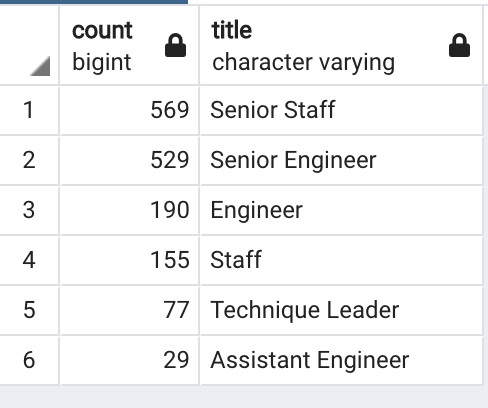 count title
bigint character varying
1 569 Senior Staff
2 529 Senior Engineer
3 190 Engineer
4 155 Staff
5 77 Technique Leader
6 29 Assistant Engineer